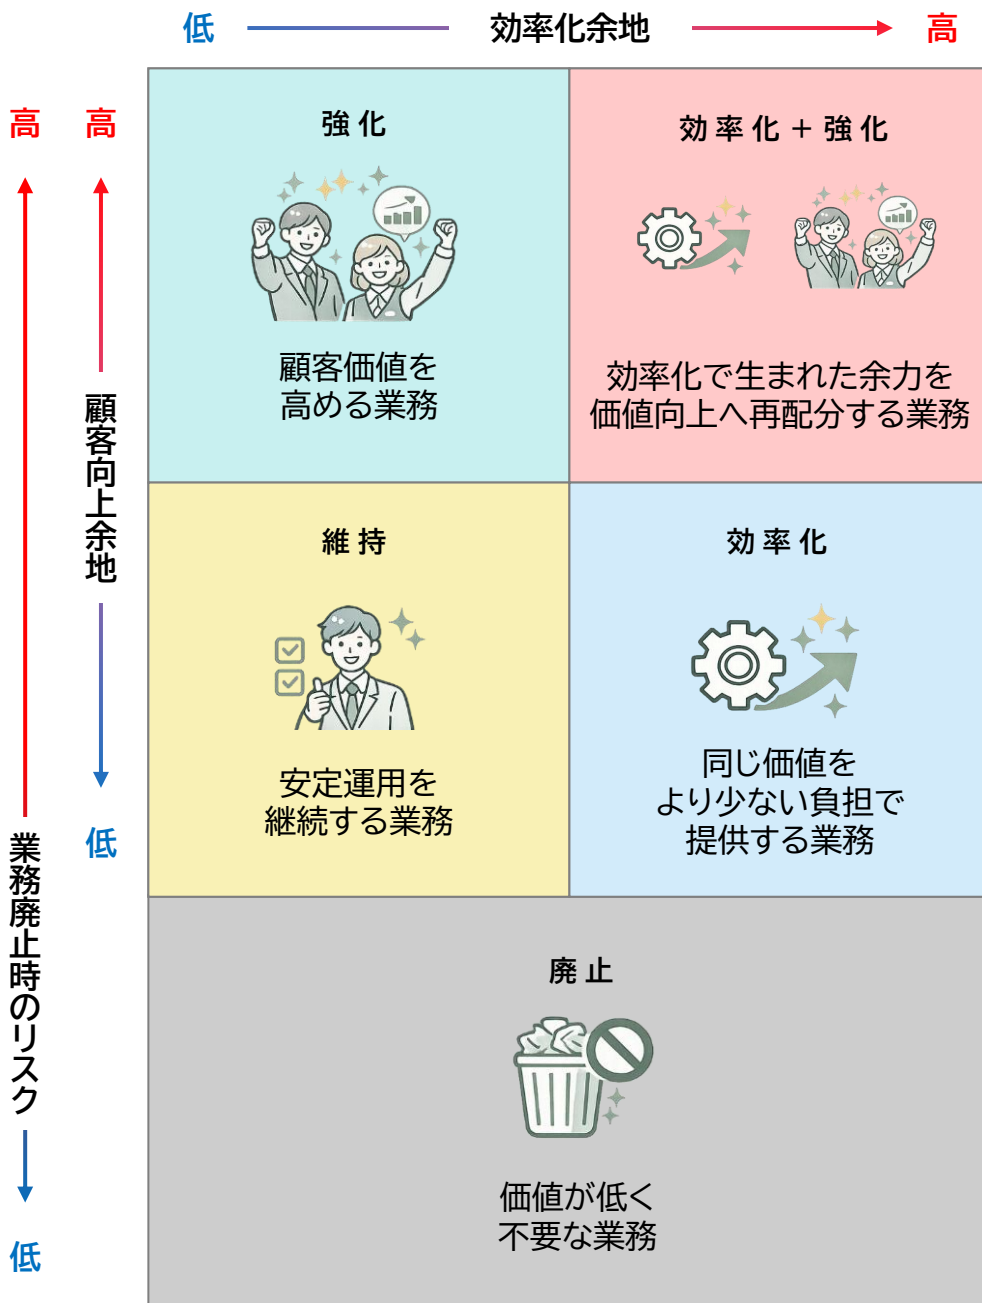 低 効率化余地 高
高 高
顧客向上余地
低
業務廃止時のリスク
低
強化
顧客価値を
高める業務
効率化＋強化
効率化で生まれた余力を
価値向上へ再配分する業務
維持
安定運用を
継続する業務
効率化
同じ価値を
より少ない負担で
提供する業務
廃止
価値が低く
不要な業務